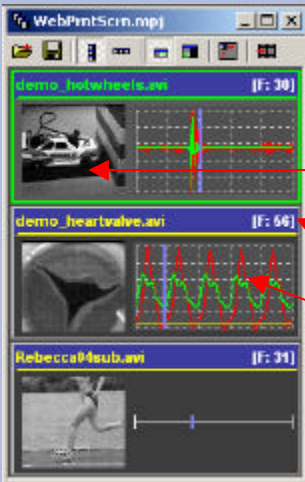 WebPrntScrn.mpj
demo_hotwheels.avi [F: 30]
demo_heartvalve.avi [F: 56]
Rebecca04sub.avi [F: 31]